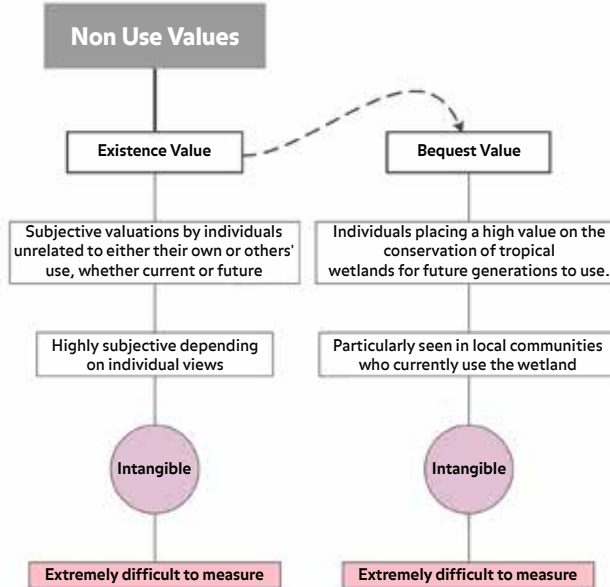 Non Use Values
Existence Value
Subjective valuations by individuals
unrelated to either their own or others'
use, whether current or future
Highly subjective depending
on individual views
Intangible
Extremely difficult to measure
Bequest Value
Individuals placing a high value on the
conservation of tropical
wetlands for future generations to use.
Particularly seen in local communities
who currently use the wetland
Intangible
Extremely difficult to measure